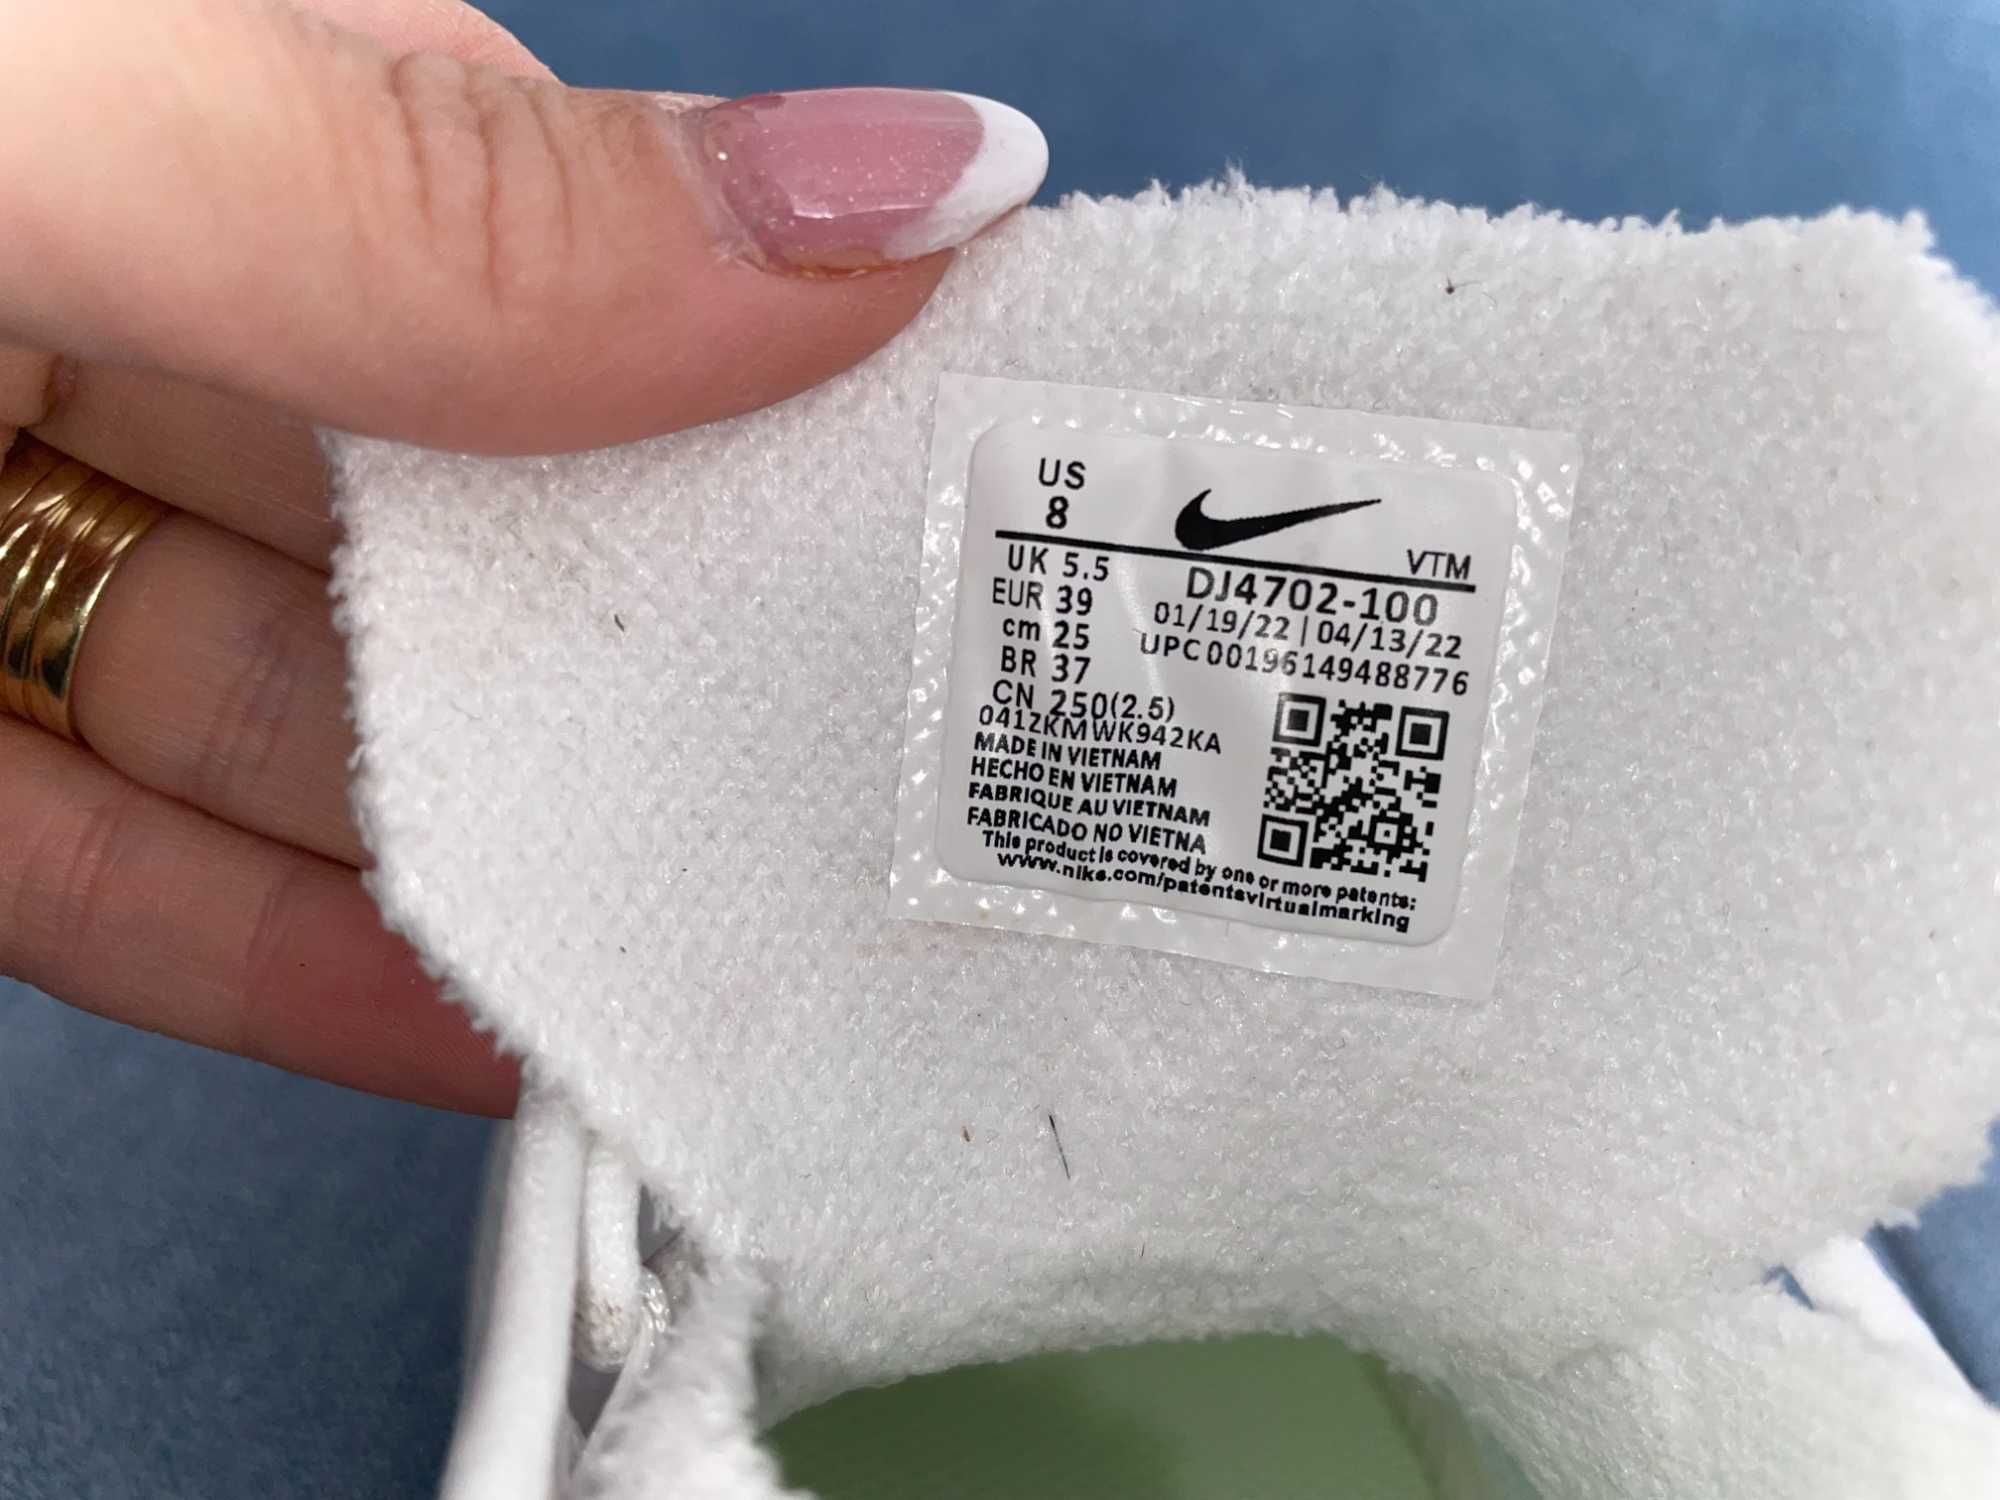 US
8
VTM
UK 5.5
EUR 39
cm 25
BR 37
CN 250(2.5)
DJ4702-100
01/19/22 | 04/13/22
UPC 00196149488776
041ZKMWK942KA
MADE IN VIETNAM
HECHO EN VIETNAM
FABRIQUE AU VIETNAM
FABRICADO NO VIETNA
This product is covered by one or more patents:
www.nike.com/patentsvirtualmarking